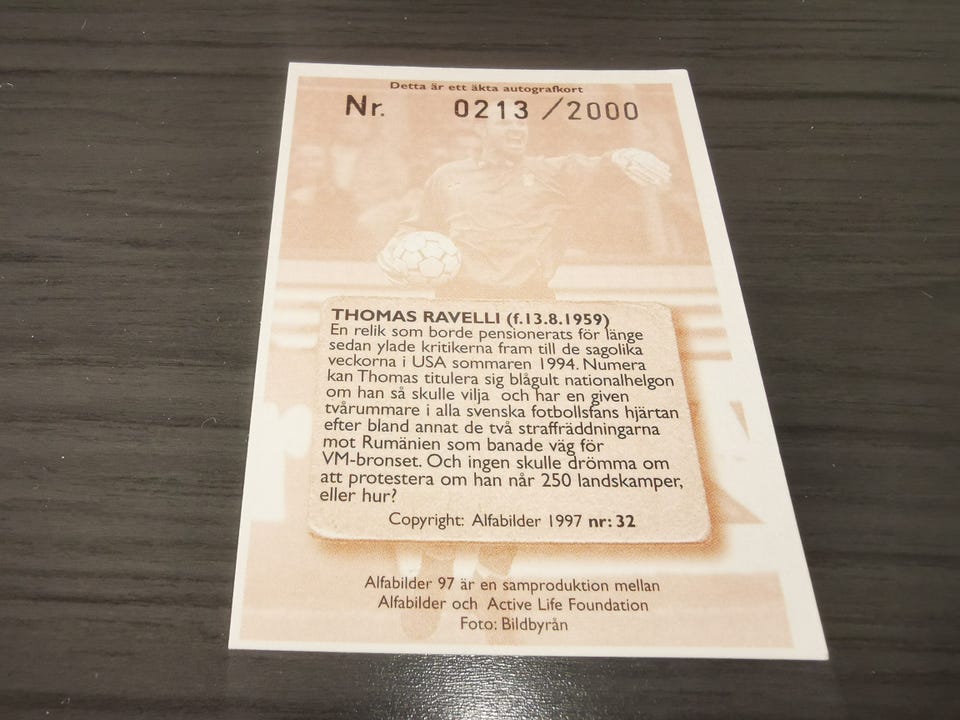 Detta är ett äkta autografkort
Nr. 0213 /2000
THOMAS RAVELLI (f.13.8.1959)
En relik som borde pensionerats för länge
sedan ylade kritikerna fram till de sagolika
veckorna i USA sommaren 1994. Numera
kan Thomas titulera sig blågult nationalhelgon
om han så skulle vilja och har en given
tvårummare i alla svenska fotbollsfans hjärtan
efter bland annat de två straffräddningarna
mot Rumänien som banade väg för
VM-bronset. Och ingen skulle drömma om
att protestera om han når 250 landskamper,
eller hur?
Copyright: Alfabilder 1997 nr: 32
Alfabilder 97 är en samproduktion mellan
Alfabilder och Active Life Foundation
Foto: Bildbyrån